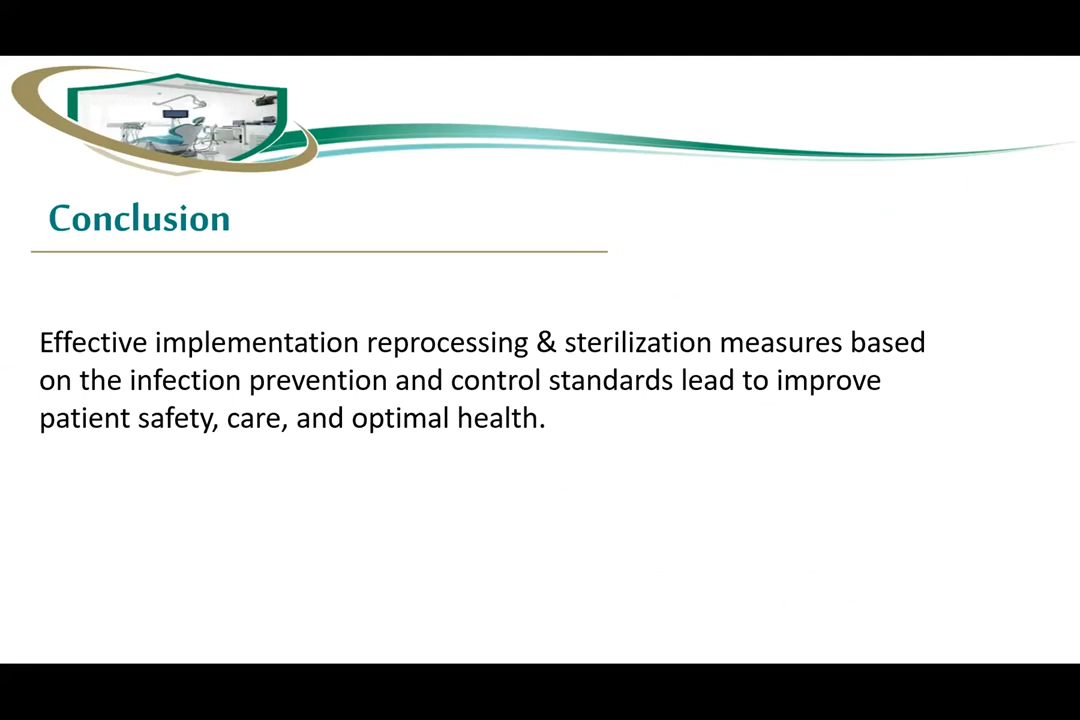 Conclusion
Effective implementation reprocessing & sterilization measures based
on the infection prevention and control standards lead to improve
patient safety, care, and optimal health.